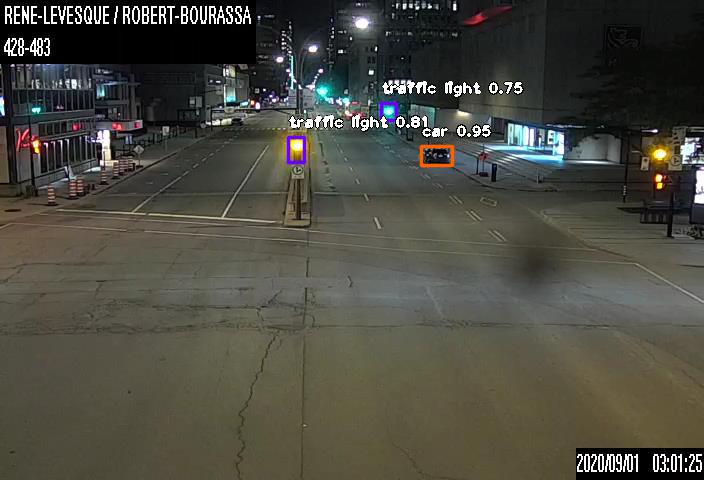 RENE-LEVESQUE / ROBERT-BOURASSA
428-483
traffic light 0.75
traffic light 0.81
car 0.95
2020/09/01 03:01:25